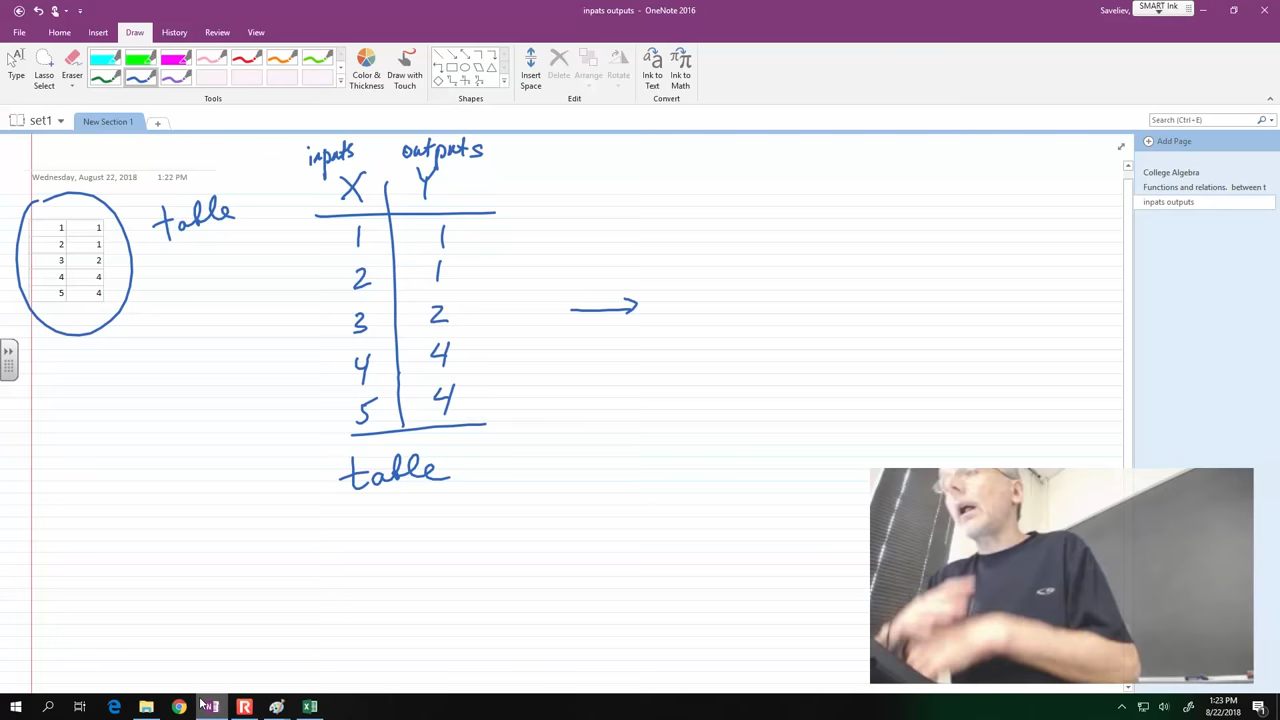 inpats outputs - OneNote 2016
Saveliev,
SMART Ink
File Home Insert Draw History Review View
Type
Lasso Select
Eraser
Color & Thickness
Draw with Touch
Insert Space
Delete
Arrange
Rotate
Ink to Text
Ink to Math
Tools
Shapes
Edit
Convert
set1
New Section 1
Search (Ctrl+E)
Add Page
College Algebra
Functions and relations. between t
inpats outputs
Wednesday, August 22, 2018 1:22 PM
1 1
2 1
3 2
4 4
5 4
table
inputs outputs
X Y
1 1
2 1
3 2
4 4
5 4
table
1:23 PM
8/22/2018